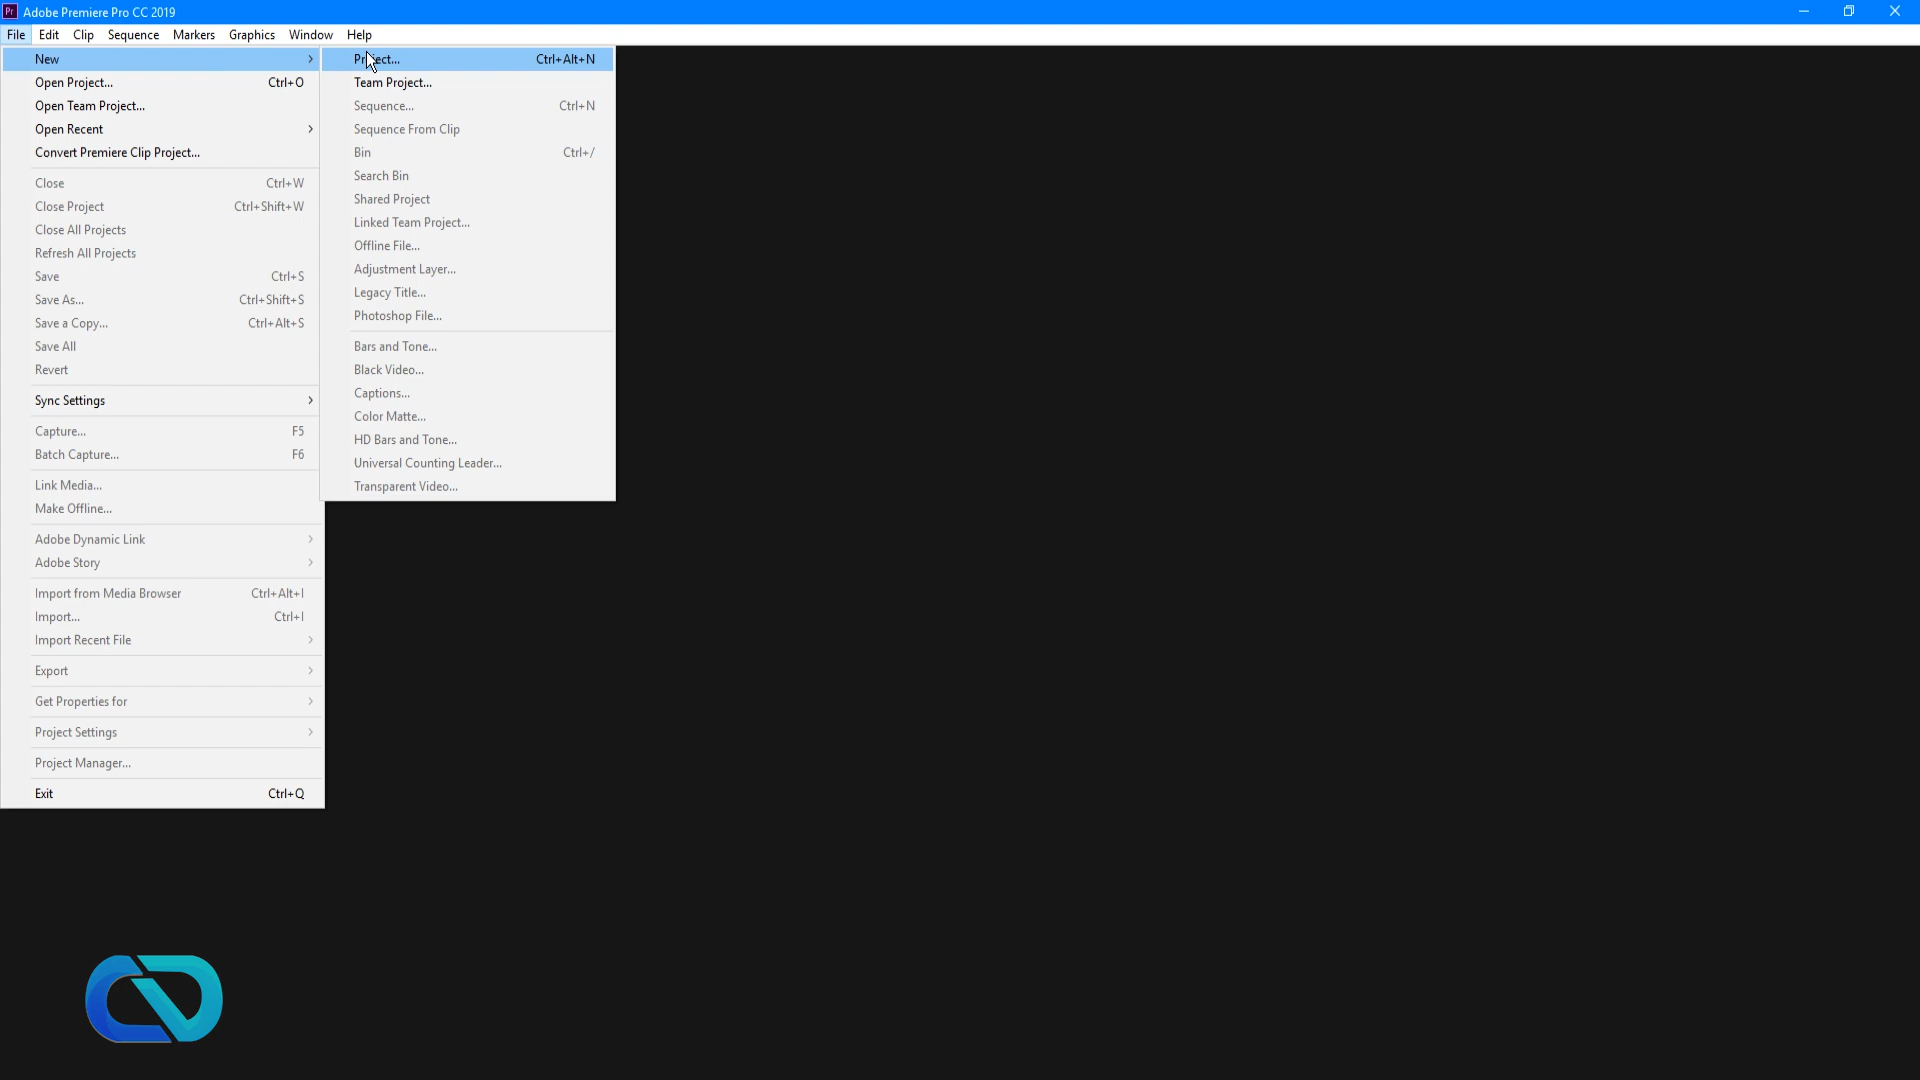 Pr Adobe Premiere Pro CC 2019
File Edit Clip Sequence Markers Graphics Window Help
New
Open Project... Ctrl+O
Open Team Project...
Open Recent
Convert Premiere Clip Project...
Close Ctrl+W
Close Project Ctrl+Shift+W
Close All Projects
Refresh All Projects
Save Ctrl+S
Save As... Ctrl+Shift+S
Save a Copy... Ctrl+Alt+S
Save All
Revert
Sync Settings
Capture... F5
Batch Capture... F6
Link Media...
Make Offline...
Adobe Dynamic Link
Adobe Story
Import from Media Browser Ctrl+Alt+I
Import... Ctrl+I
Import Recent File
Export
Get Properties for
Project Settings
Project Manager...
Exit Ctrl+Q
Project... Ctrl+Alt+N
Team Project...
Sequence... Ctrl+N
Sequence From Clip
Bin Ctrl+/
Search Bin
Shared Project
Linked Team Project...
Offline File...
Adjustment Layer...
Legacy Title...
Photoshop File...
Bars and Tone...
Black Video...
Captions...
Color Matte...
HD Bars and Tone...
Universal Counting Leader...
Transparent Video...